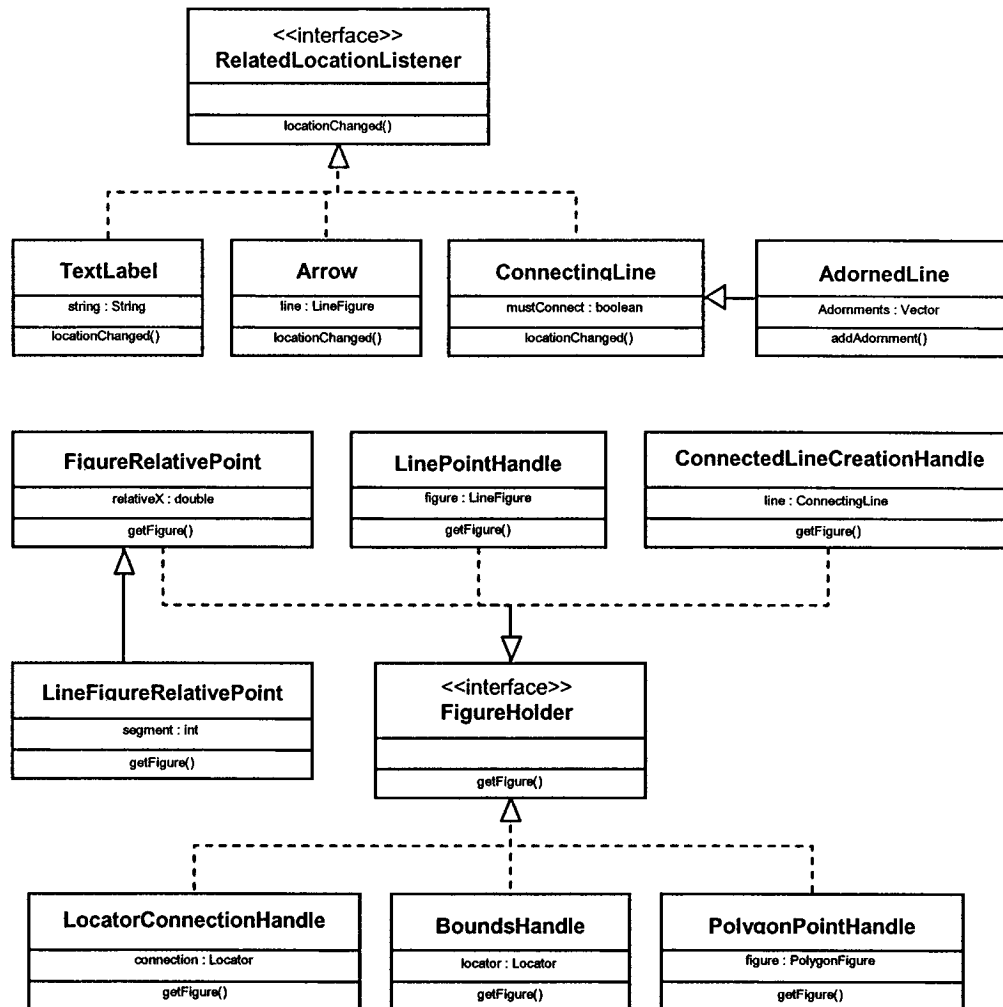 <<interface>>
RelatedLocationListener
locationChanged()
TextLabel
string : String
locationChanged()
Arrow
line : LineFigure
locationChanged()
ConnectingLine
mustConnect : boolean
locationChanged()
AdornedLine
Adornments : Vector
addAdornment()
FigureRelativePoint
relativeX : double
getFigure()
LinePointHandle
figure : LineFigure
getFigure()
ConnectedLineCreationHandle
line : ConnectingLine
getFigure()
LineFigureRelativePoint
segment : int
getFigure()
<<interface>>
FigureHolder
getFigure()
LocatorConnectionHandle
connection : Locator
getFigure()
BoundsHandle
locator : Locator
getFigure()
PolygonPointHandle
figure : PolygonFigure
getFigure()